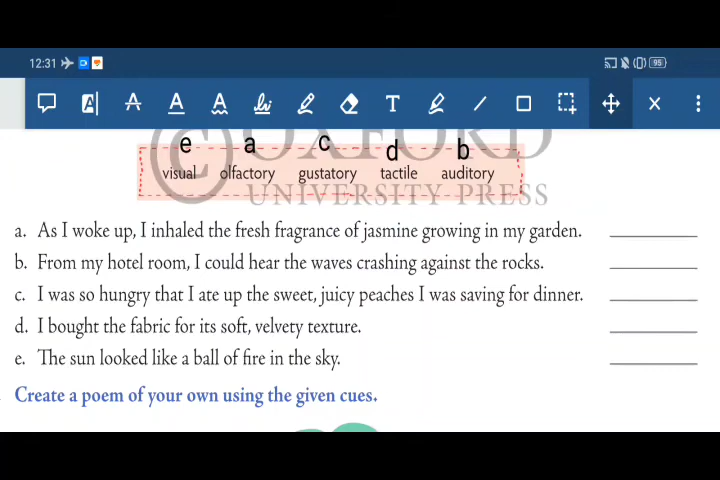 12:31 95
A A A A T
© OXFORD
e a c d b
visual olfactory gustatory tactile auditory
UNIVERSITY PRESS
a. As I woke up, I inhaled the fresh fragrance of jasmine growing in my garden.
b. From my hotel room, I could hear the waves crashing against the rocks.
c. I was so hungry that I ate up the sweet, juicy peaches I was saving for dinner.
d. I bought the fabric for its soft, velvety texture.
e. The sun looked like a ball of fire in the sky.
Create a poem of your own using the given cues.